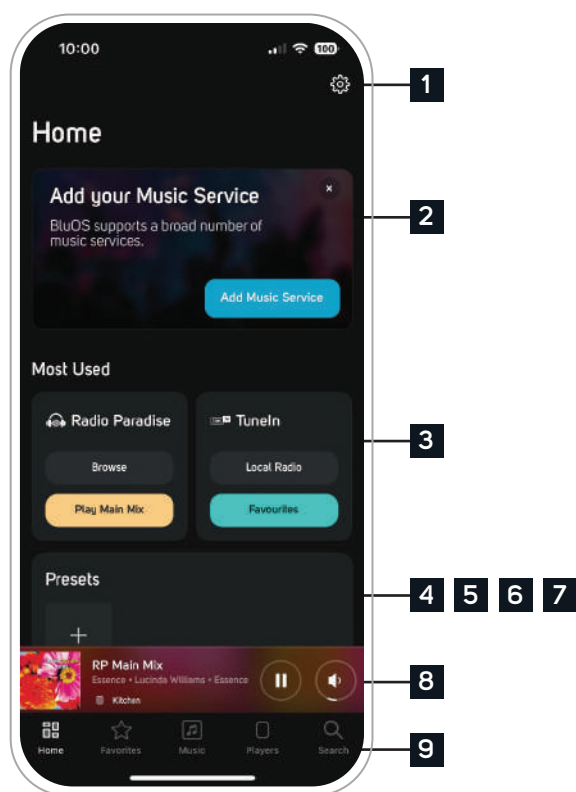 10:00
100
1
Home
Add your Music Service
BluOS supports a broad number of
music services.
2
Add Music Service
Most Used
Radio Paradise
TuneIn
3
Browse
Local Radio
Play Main Mix
Favourites
Presets
4 5 6 7
+
RP Main Mix
Essence • Lucinda Williams • Essence
Kitchen
8
Home
Favorites
Music
Players
Search
9